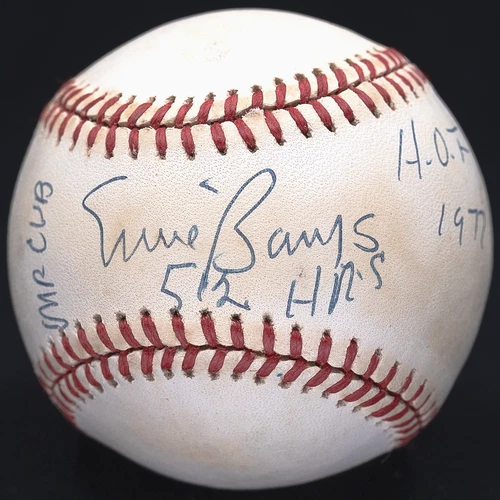 MR CUB
Ernie Banks
512 HR'S
H.O.F
1977